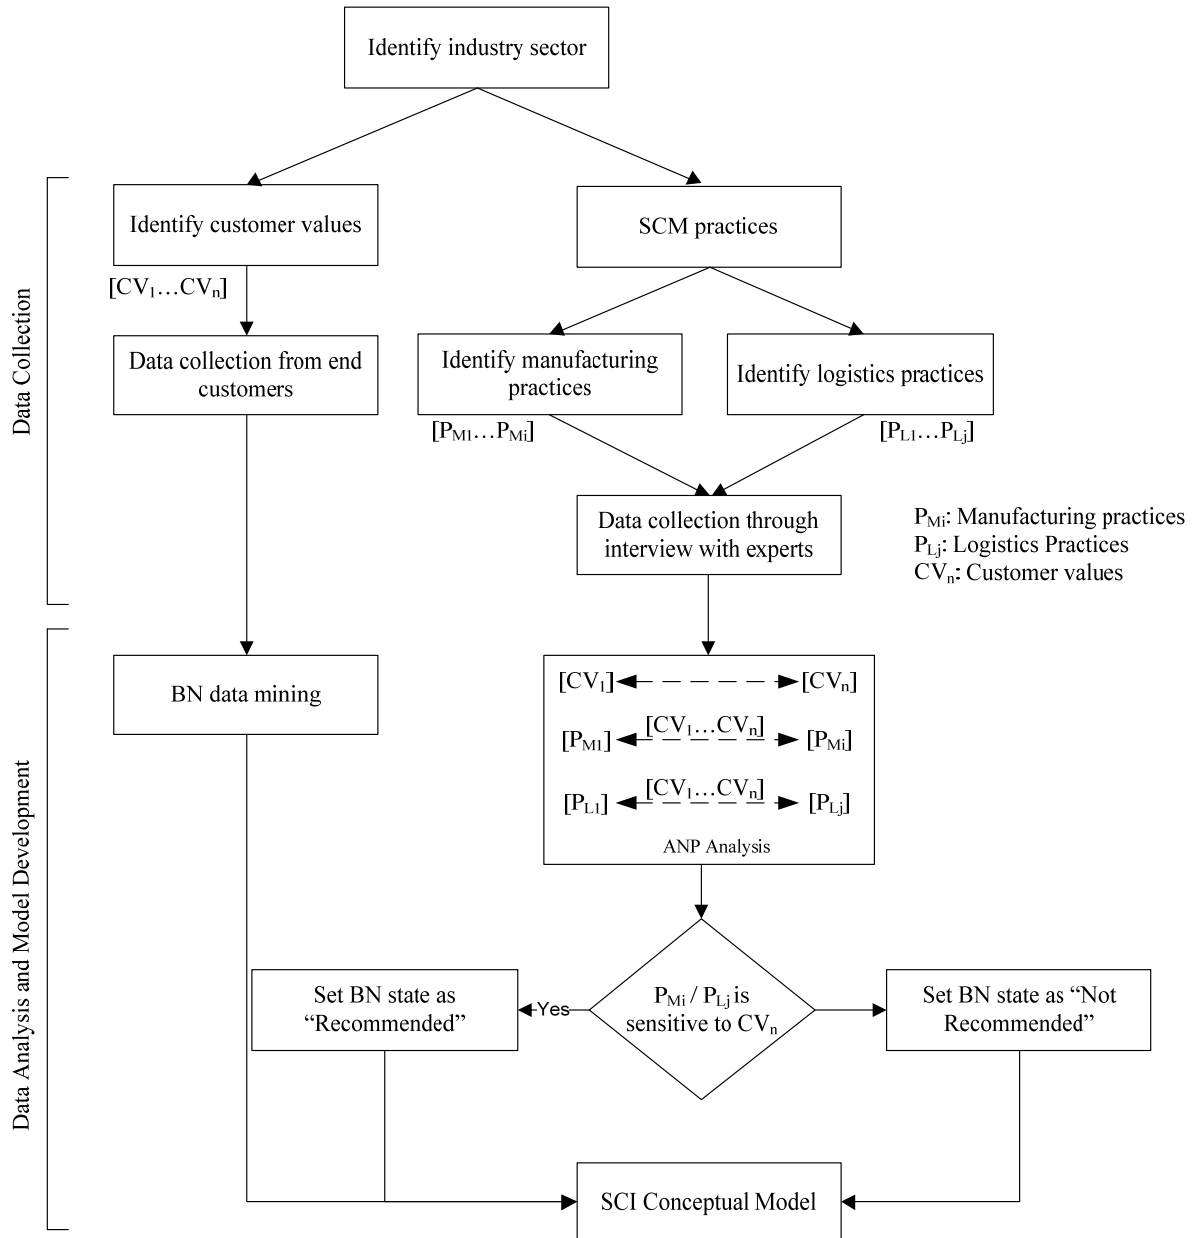 Identify industry sector
Data Collection
Identify customer values
SCM practices
[CV1…CVn]
Data collection from end
customers
Identify manufacturing
practices
Identify logistics practices
[PM1…PMi]
[PL1…PLj]
Data collection through
interview with experts
PMi: Manufacturing practices
PLj: Logistics Practices
CVn: Customer values
Data Analysis and Model Development
BN data mining
[CV1] [CVn]
[PM1] [CV1…CVn] [PMi]
[PL1] [CV1…CVn] [PLj]
ANP Analysis
Set BN state as
“Recommended”
Yes
PMi / PLj is
sensitive to CVn
Set BN state as “Not
Recommended”
SCI Conceptual Model